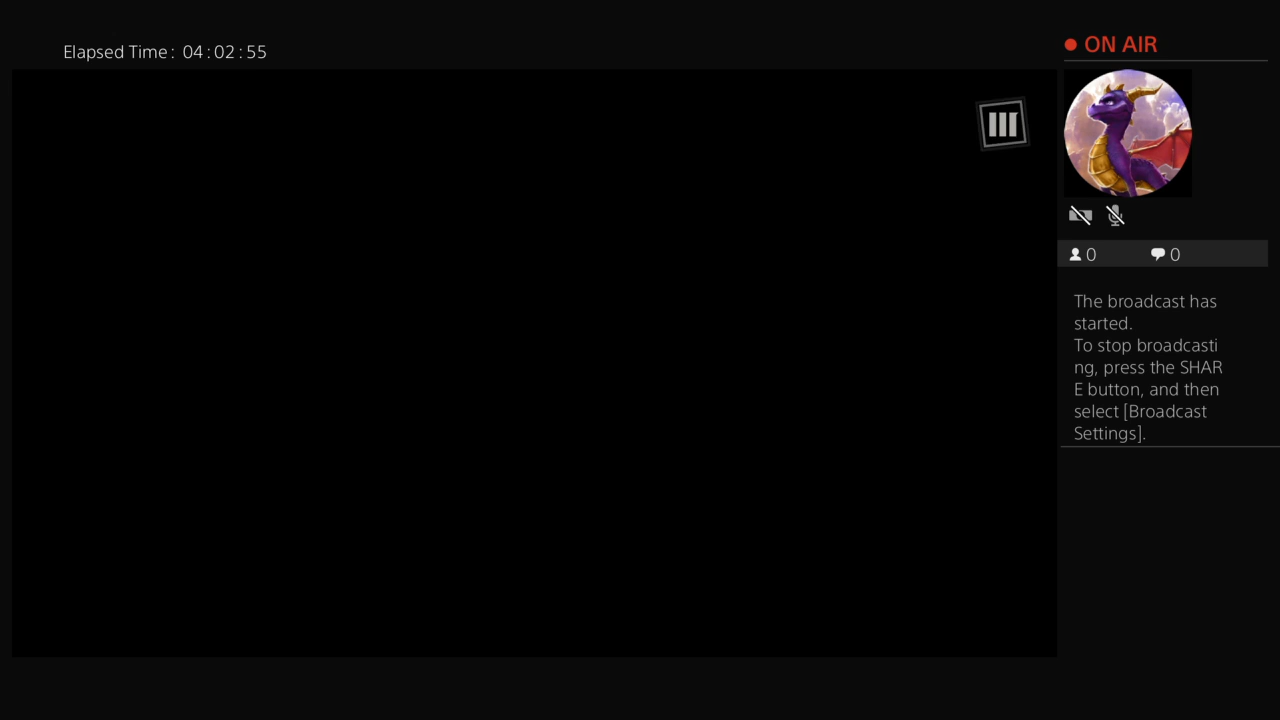 Elapsed Time: 04:02:55
ON AIR
III
0 0
The broadcast has
started.
To stop broadcasti
ng, press the SHAR
E button, and then
select [Broadcast
Settings].